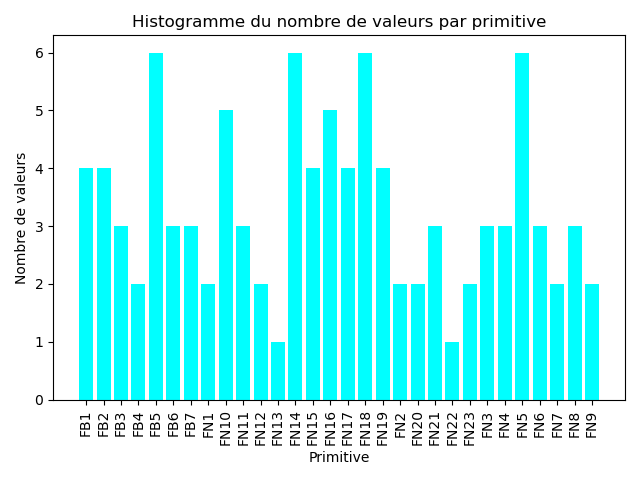 Histogramme du nombre de valeurs par primitive
Nombre de valeurs
6
5
4
3
2
1
0
FB1 FB2 FB3 FB4 FB5 FB6 FB7 FN1 FN10 FN11 FN12 FN13 FN14 FN15 FN16 FN17 FN18 FN19 FN2 FN20 FN21 FN22 FN23 FN3 FN4 FN5 FN6 FN7 FN8 FN9
Primitive